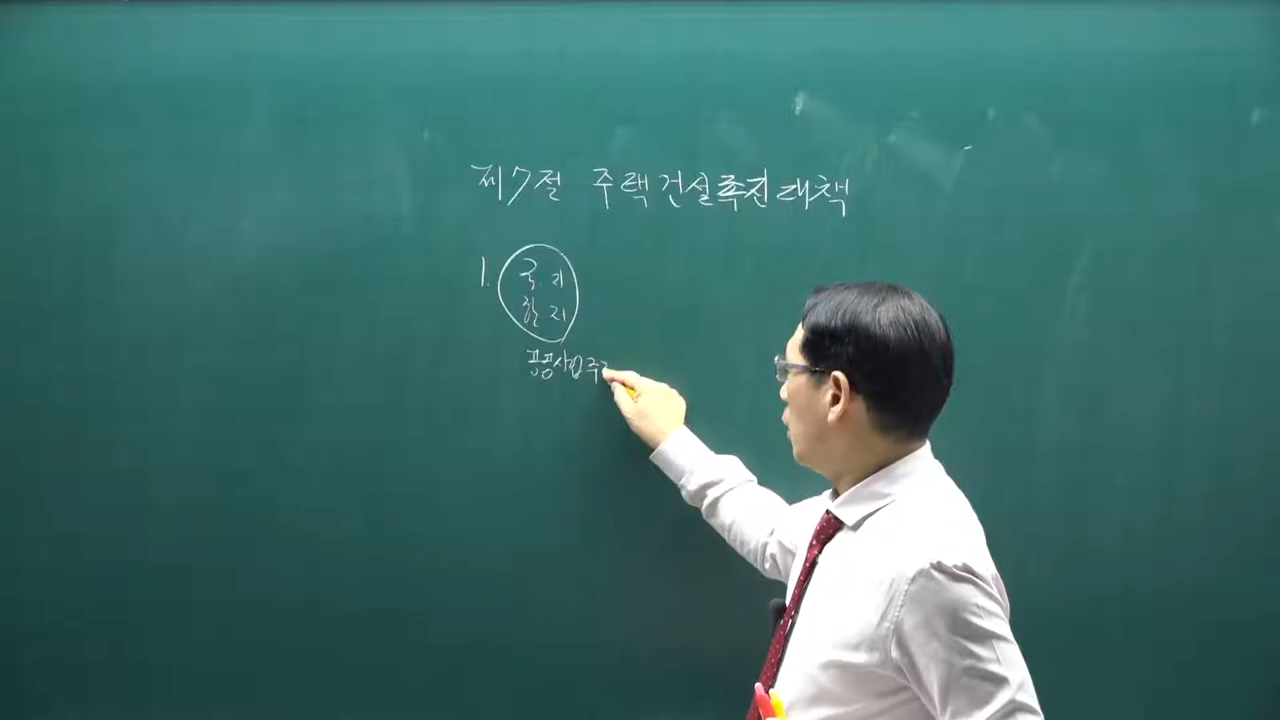 제7절 주택건설촉진대책
1. 국. 지
한 지
공공사업주